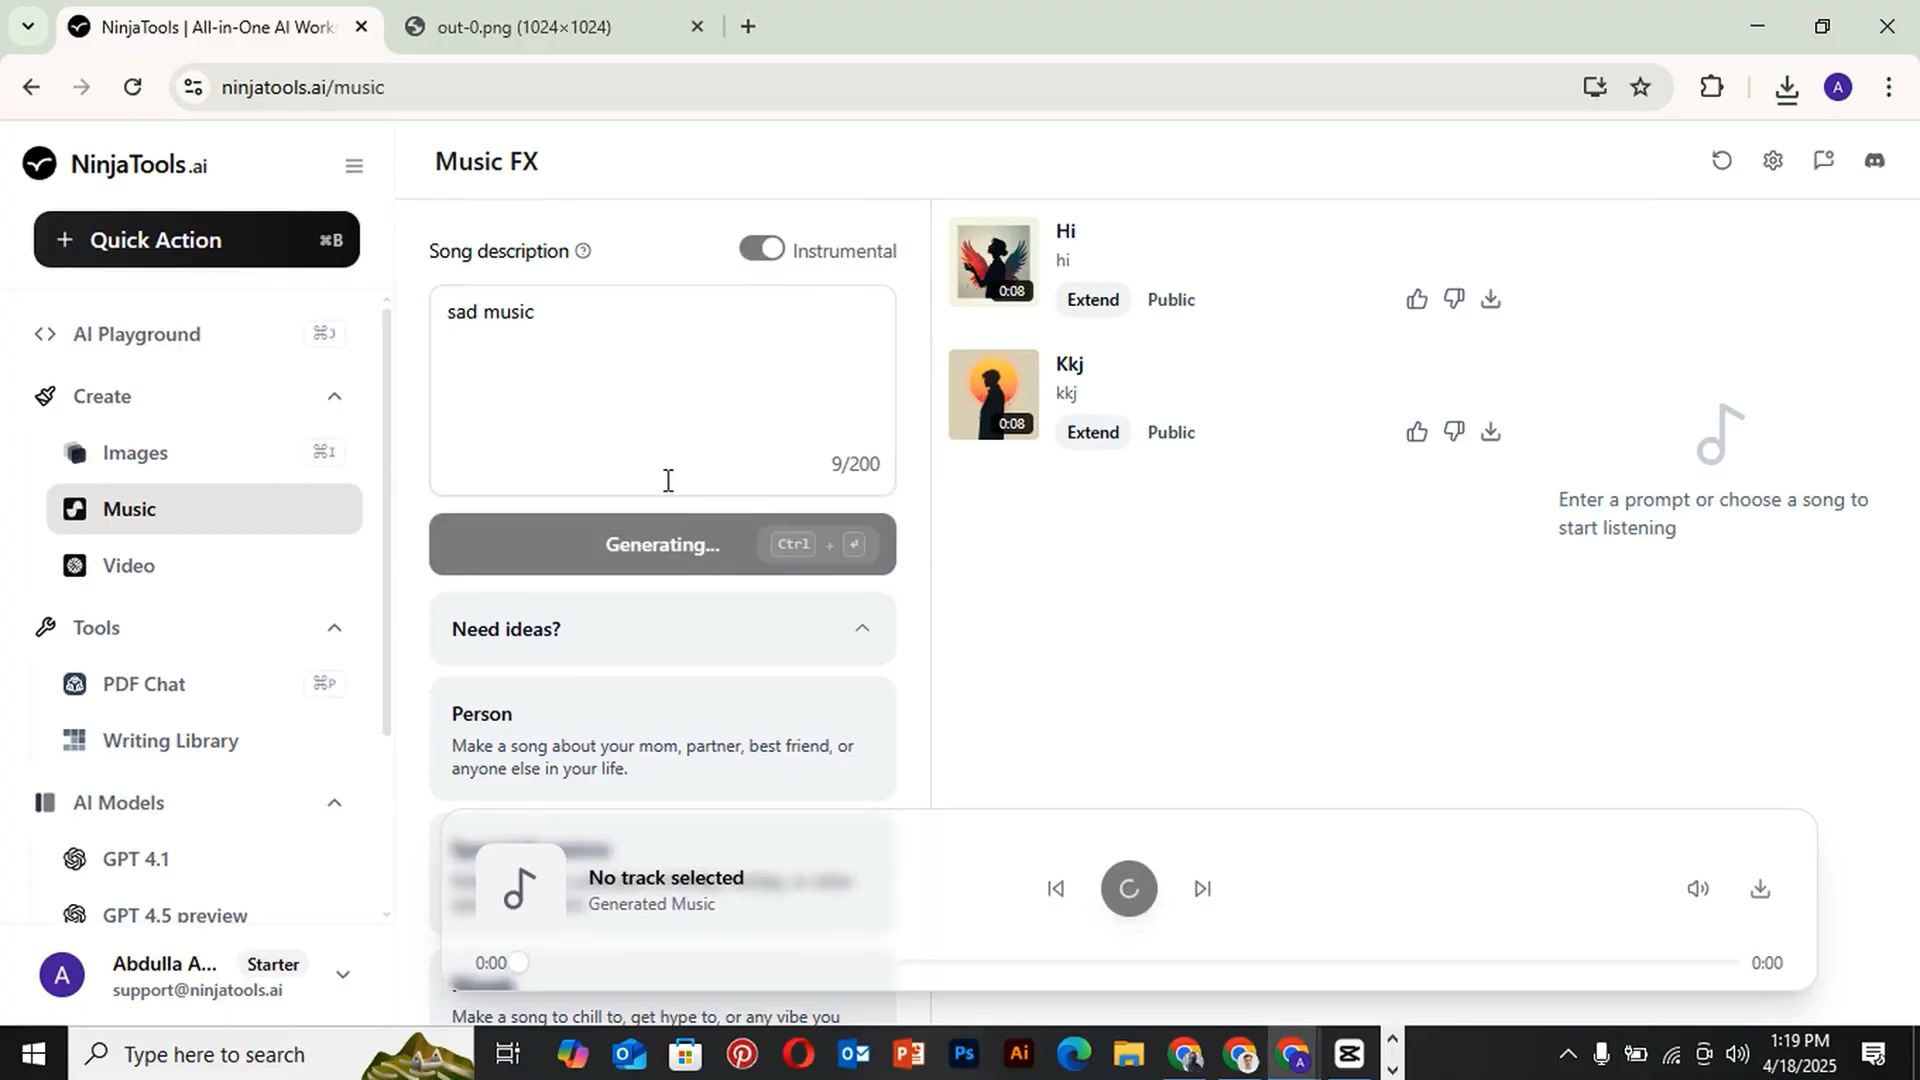 NinjaTools | All-in-One AI Works
out-0.png (1024×1024)
ninjatools.ai/music
A
NinjaTools.ai
Music FX
+ Quick Action ⌘B
Song description
Instrumental
sad music
9/200
Generating... Ctrl + ↵
Need ideas?
Person
Make a song about your mom, partner, best friend, or
anyone else in your life.
Make a song to chill to, get hype to, or any vibe you
AI Playground ⌘J
Create
Images ⌘I
Music
Video
Tools
PDF Chat ⌘P
Writing Library
AI Models
GPT 4.1
GPT 4.5 preview
A
Abdulla A... Starter
support@ninjatools.ai
Hi
hi
0:08
Extend Public
Kkj
kkj
0:08
Extend Public
Enter a prompt or choose a song to
start listening
No track selected
Generated Music
0:00
0:00
Type here to search
Ps
Ai
A
1:19 PM
4/18/2025